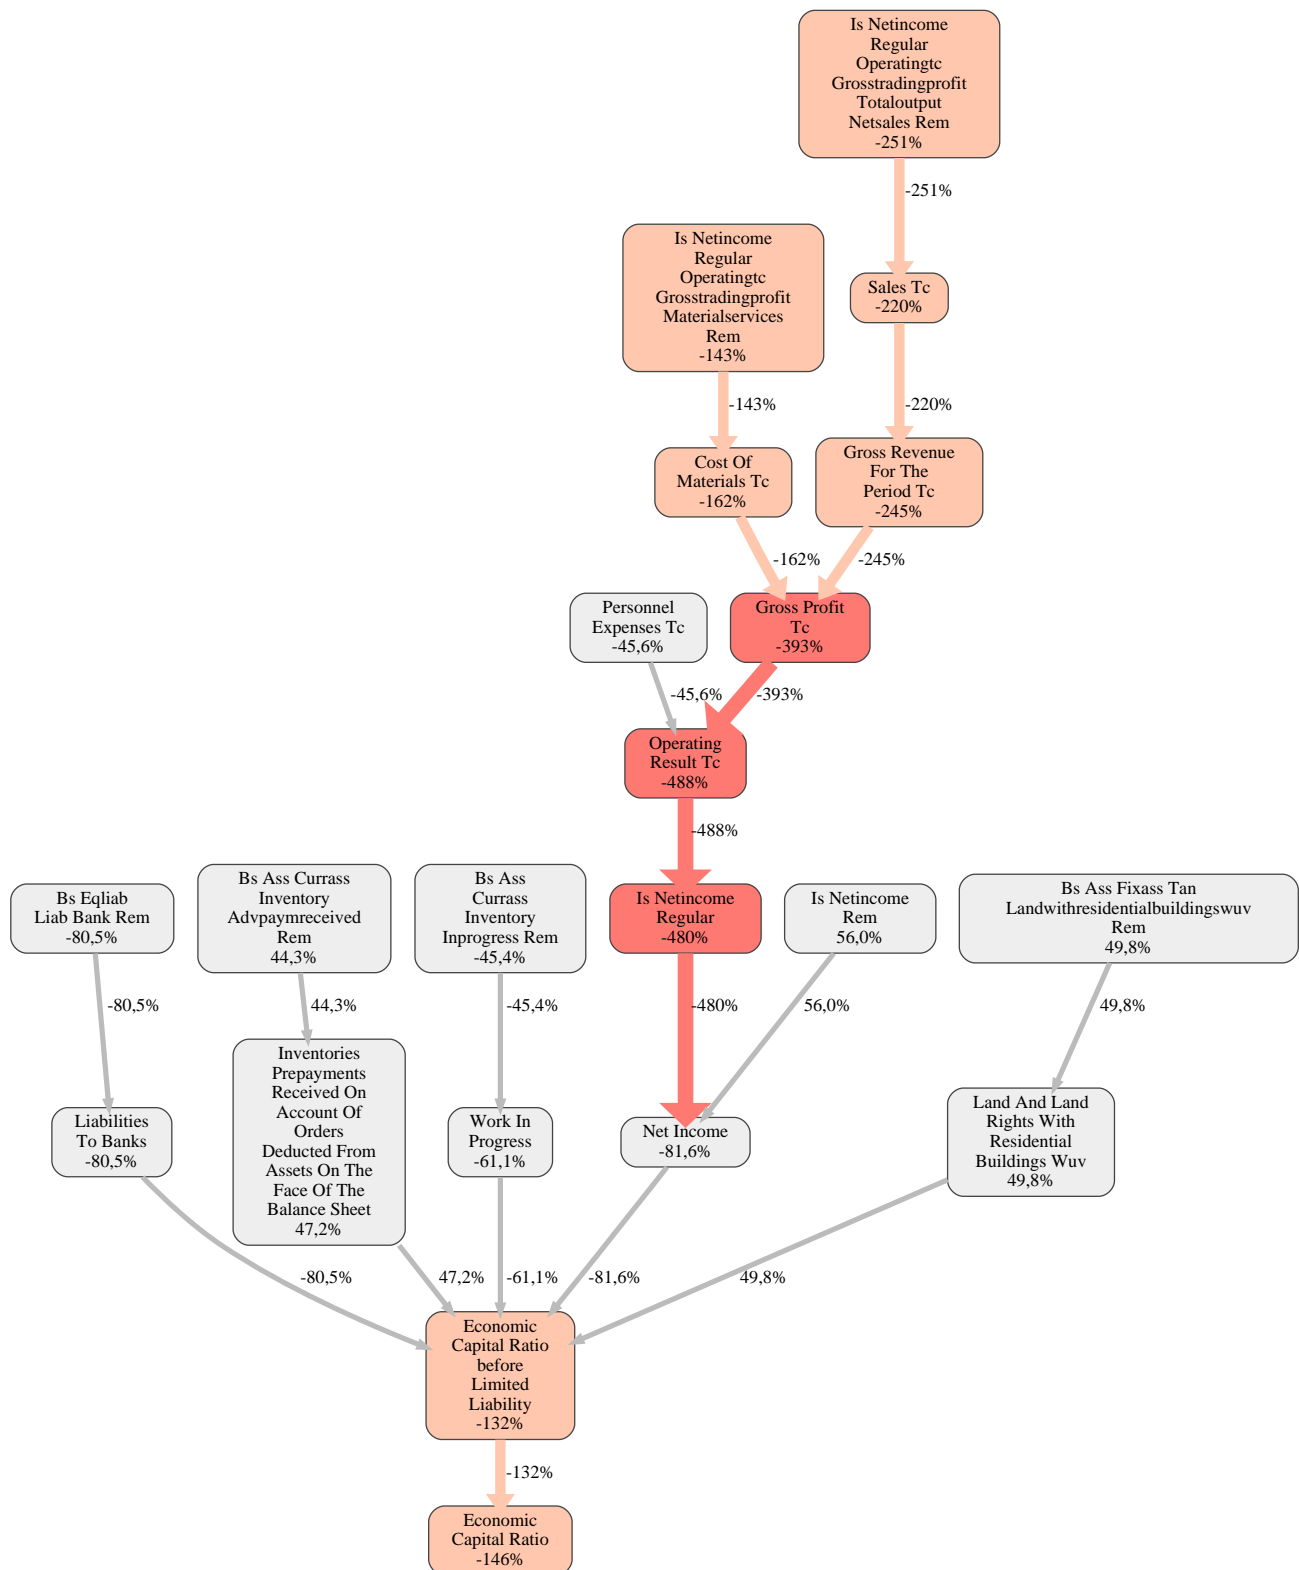 Is Netincome
Regular
Operatingtc
Grosstradingprofit
Totaloutput
Netsales Rem
-251%
-251%
Is Netincome
Regular
Operatingtc
Grosstradingprofit
Materialservices
Rem
-143%
Sales Tc
-220%
-143%
-220%
Cost Of
Materials Tc
-162%
Gross Revenue
For The
Period Tc
-245%
-162%
-245%
Personnel
Expenses Tc
-45,6%
Gross Profit
Tc
-393%
-45,6%
-393%
Operating
Result Tc
-488%
-488%
Bs Eqliab
Liab Bank Rem
-80,5%
Bs Ass Currass
Inventory
Advpaymreceived
Rem
44,3%
Bs Ass
Currass
Inventory
Inprogress Rem
-45,4%
Is Netincome
Regular
-480%
Is Netincome
Rem
56,0%
Bs Ass Fixass Tan
Landwithresidentialbuildingswuv
Rem
49,8%
-80,5%
44,3%
-45,4%
-480%
56,0%
49,8%
Liabilities
To Banks
-80,5%
Inventories
Prepayments
Received On
Account Of
Orders
Deducted From
Assets On The
Face Of The
Balance Sheet
47,2%
Work In
Progress
-61,1%
Net Income
-81,6%
Land And Land
Rights With
Residential
Buildings Wuv
49,8%
-80,5%
47,2%
-61,1%
-81,6%
49,8%
Economic
Capital Ratio
before
Limited
Liability
-132%
-132%
Economic
Capital Ratio
-146%